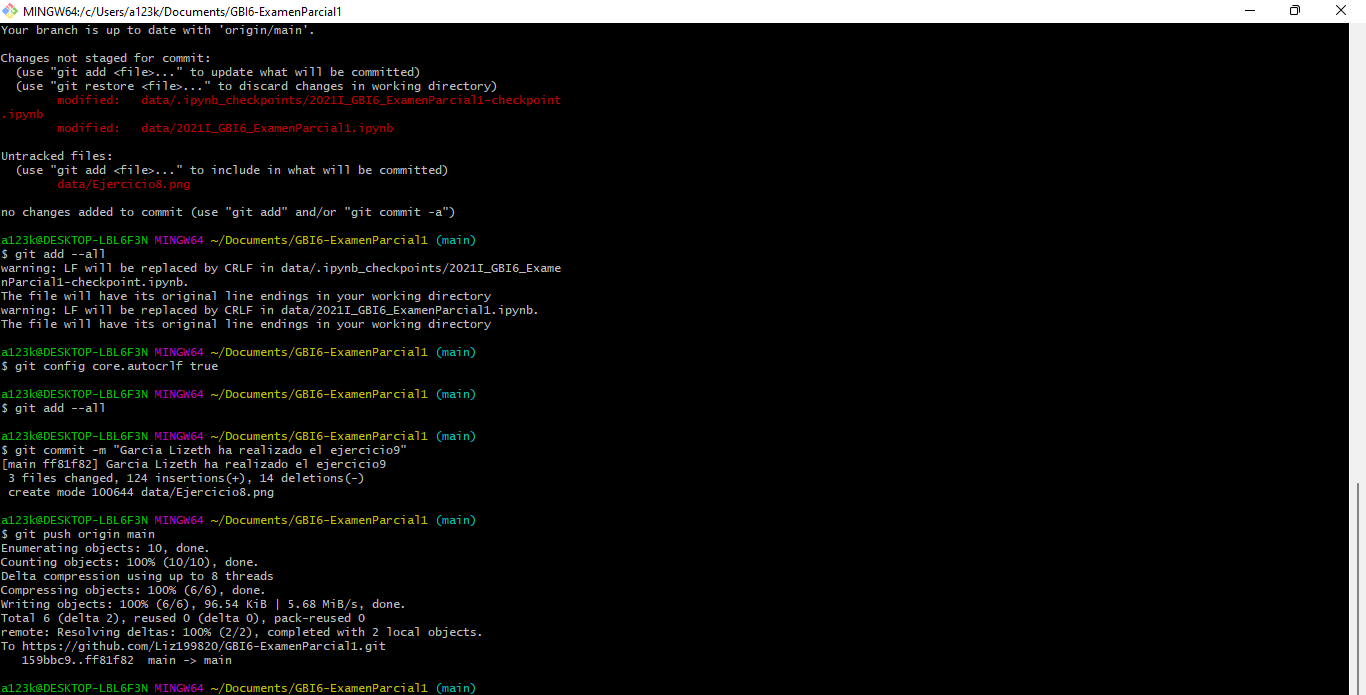 MINGW64:/c/Users/a123k/Documents/GBI6-ExamenParcial1
Your branch is up to date with 'origin/main'.
Changes not staged for commit:
  (use "git add <file>..." to update what will be committed)
  (use "git restore <file>..." to discard changes in working directory)
        modified:   data/.ipynb_checkpoints/2021I_GBI6_ExamenParcial1-checkpoint
.ipynb
        modified:   data/2021I_GBI6_ExamenParcial1.ipynb
Untracked files:
  (use "git add <file>..." to include in what will be committed)
        data/Ejercicio8.png
no changes added to commit (use "git add" and/or "git commit -a")
a123k@DESKTOP-LBL6F3N MINGW64 ~/Documents/GBI6-ExamenParcial1 (main)
$ git add --all
warning: LF will be replaced by CRLF in data/.ipynb_checkpoints/2021I_GBI6_Exame
nParcial1-checkpoint.ipynb.
The file will have its original line endings in your working directory
warning: LF will be replaced by CRLF in data/2021I_GBI6_ExamenParcial1.ipynb.
The file will have its original line endings in your working directory
a123k@DESKTOP-LBL6F3N MINGW64 ~/Documents/GBI6-ExamenParcial1 (main)
$ git config core.autocrlf true
a123k@DESKTOP-LBL6F3N MINGW64 ~/Documents/GBI6-ExamenParcial1 (main)
$ git add --all
a123k@DESKTOP-LBL6F3N MINGW64 ~/Documents/GBI6-ExamenParcial1 (main)
$ git commit -m "Garcia Lizeth ha realizado el ejercicio9"
[main ff81f82] Garcia Lizeth ha realizado el ejercicio9
 3 files changed, 124 insertions(+), 14 deletions(-)
 create mode 100644 data/Ejercicio8.png
a123k@DESKTOP-LBL6F3N MINGW64 ~/Documents/GBI6-ExamenParcial1 (main)
$ git push origin main
Enumerating objects: 10, done.
Counting objects: 100% (10/10), done.
Delta compression using up to 8 threads
Compressing objects: 100% (6/6), done.
Writing objects: 100% (6/6), 96.54 KiB | 5.68 MiB/s, done.
Total 6 (delta 2), reused 0 (delta 0), pack-reused 0
remote: Resolving deltas: 100% (2/2), completed with 2 local objects.
To https://github.com/Liz199820/GBI6-ExamenParcial1.git
   159bbc9..ff81f82  main -> main
a123k@DESKTOP-LBL6F3N MINGW64 ~/Documents/GBI6-ExamenParcial1 (main)